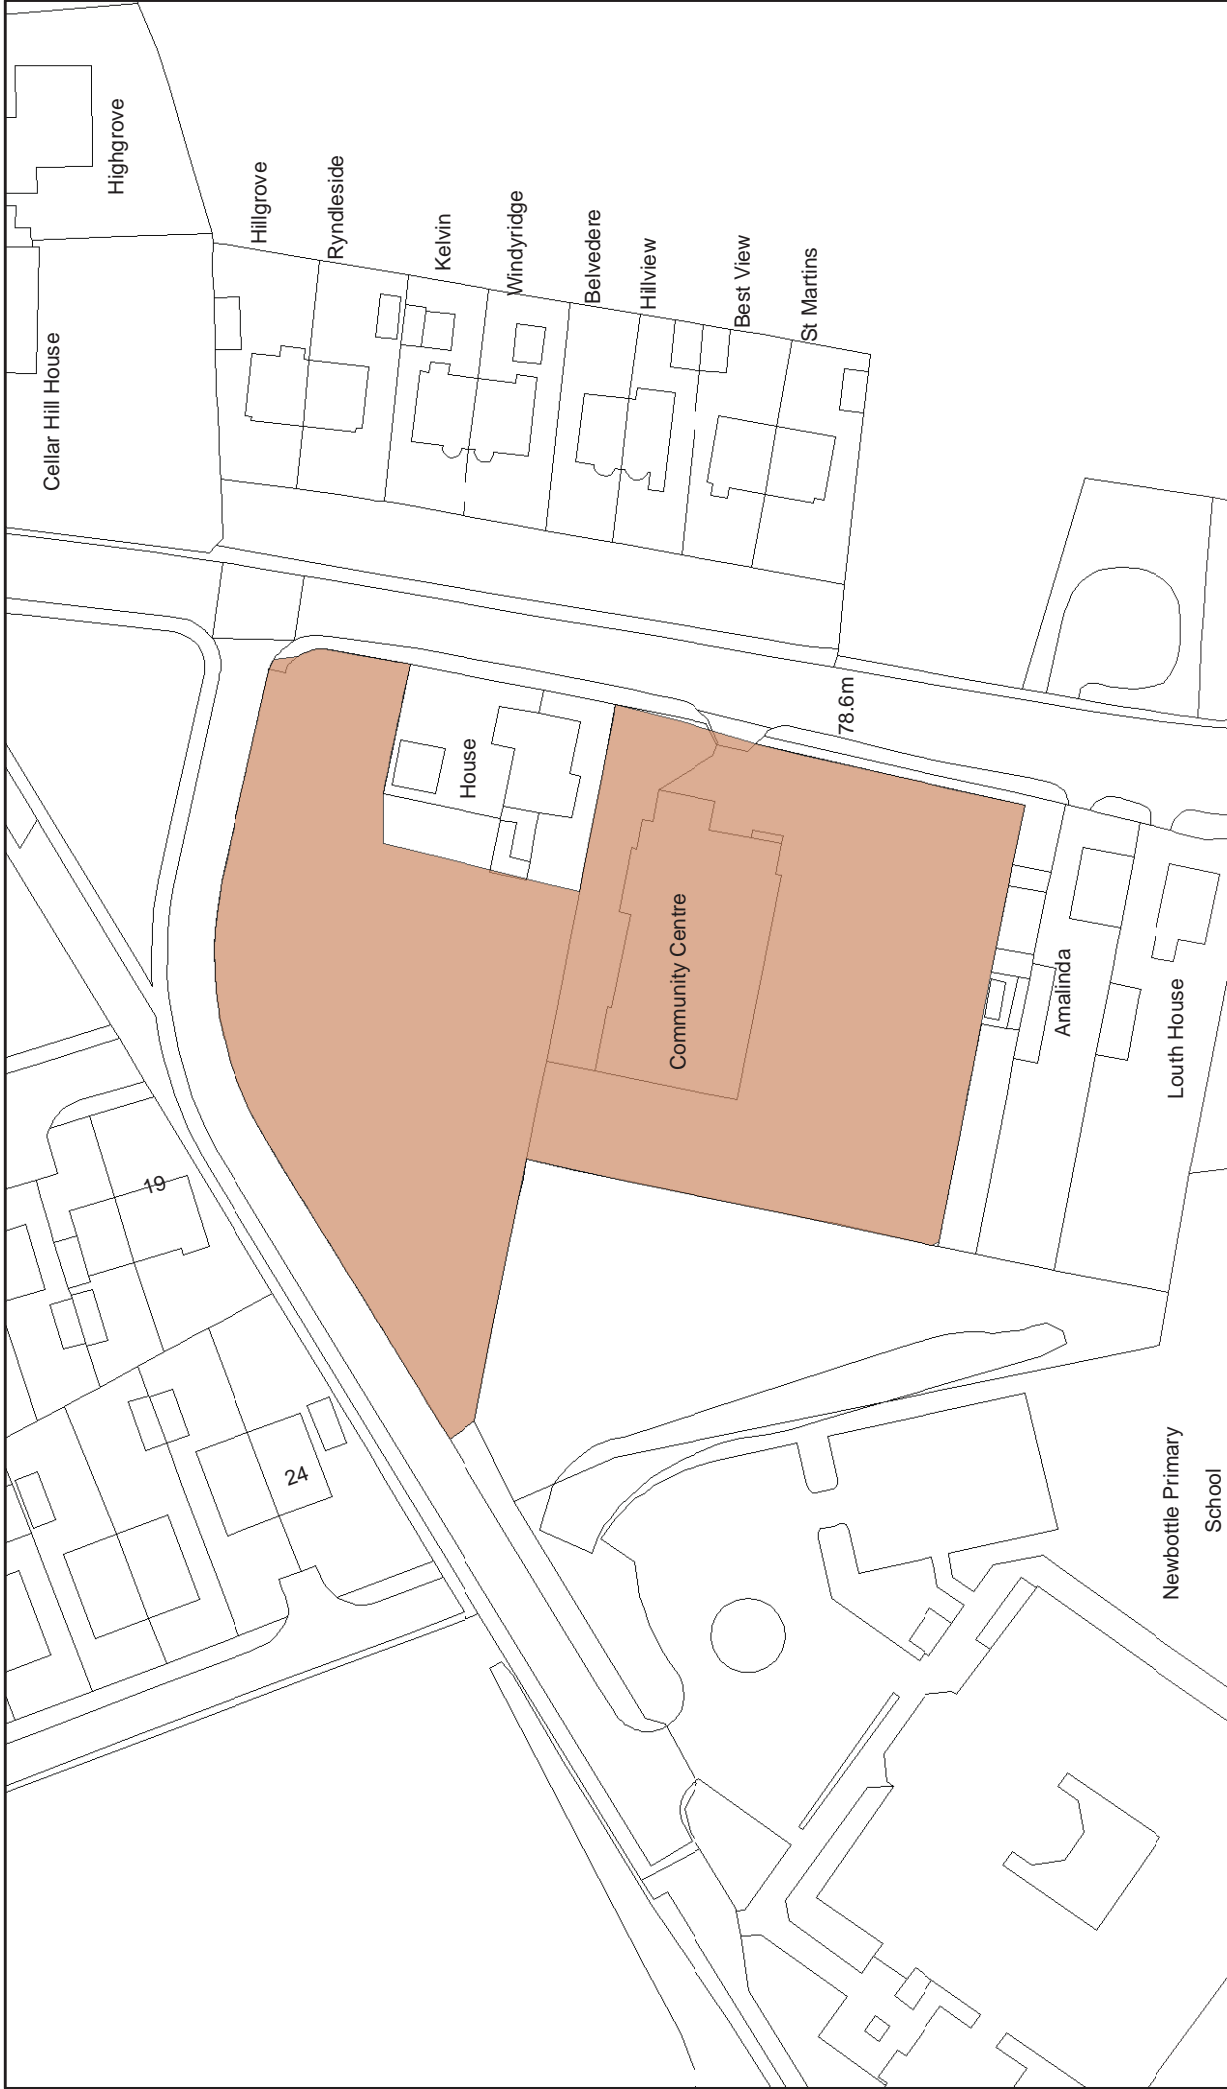 Highgrove
Cellar Hill House
Hillgrove
Ryndleside
Kelvin
Windyridge
Belvedere
Hillview
Best View
St Martins
78.6m
House
Community Centre
Amalinda
Louth House
19
24
Newbottle Primary
School